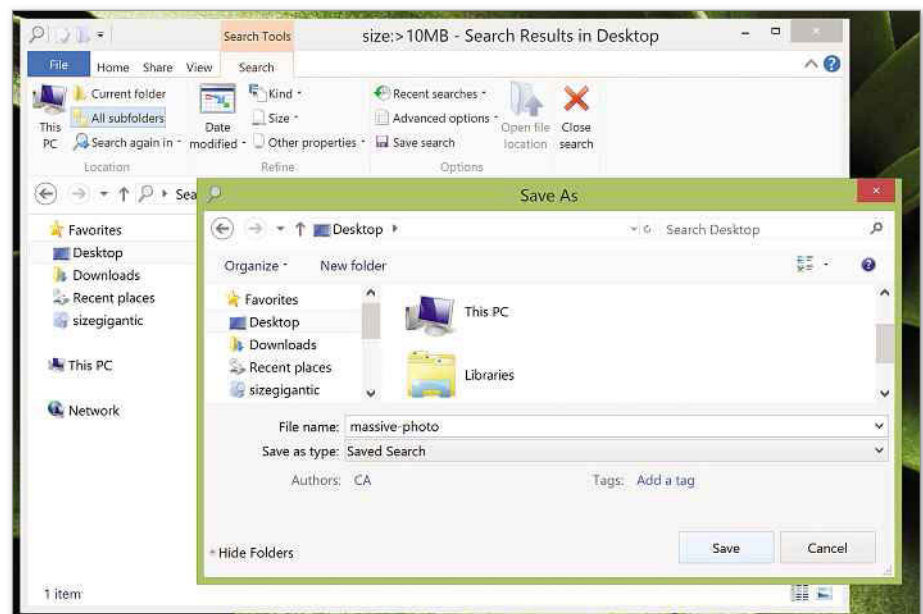 Search Tools size:>10MB - Search Results in Desktop
File Home Share View Search
This PC
Current folder
All subfolders
Search again in
Location
Date modified
Kind
Size
Other properties
Refine
Recent searches
Advanced options
Save search
Options
Open file location
Close search
Sea
Favorites
Desktop
Downloads
Recent places
sizegigantic
This PC
Network
1 item
Save As
Desktop
Search Desktop
Organize New folder
Favorites
Desktop
Downloads
Recent places
sizegigantic
This PC
Libraries
File name: massive-photo
Save as type: Saved Search
Authors: CA Tags: Add a tag
Hide Folders Save Cancel